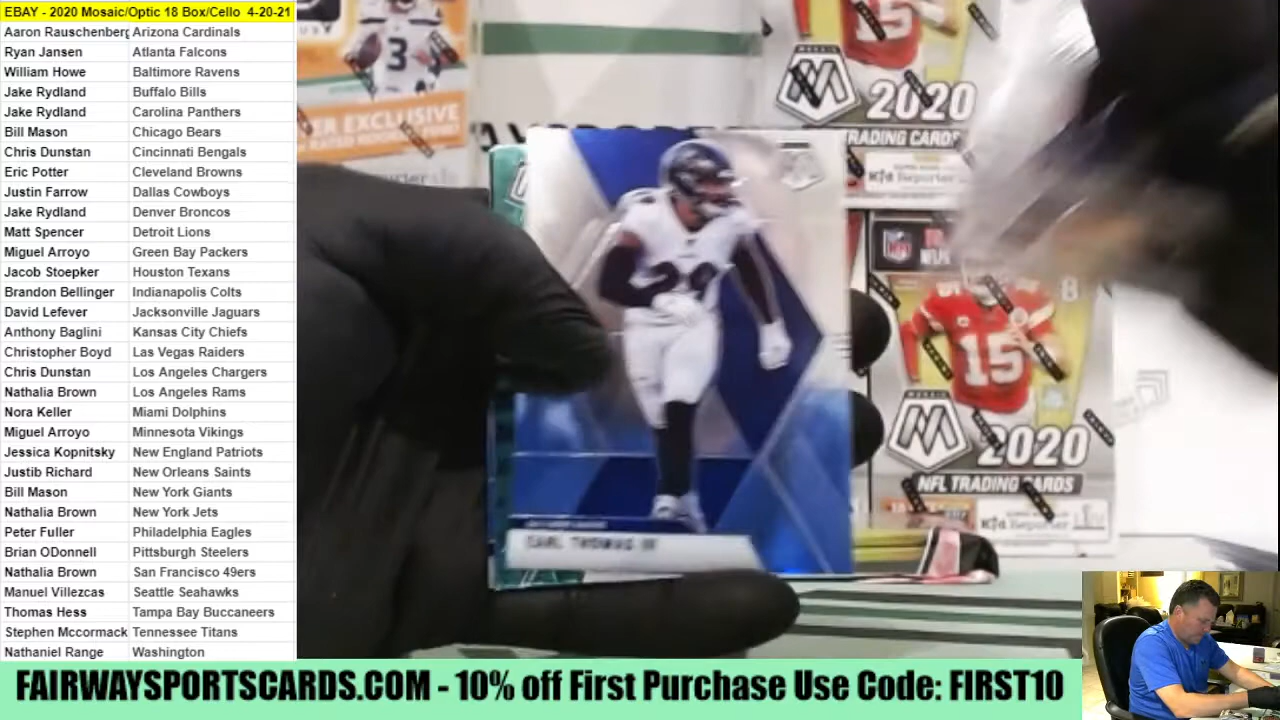 EBAY - 2020 Mosaic/Optic 18 Box/Cello 4-20-21
Aaron Rauschenberg Arizona Cardinals
Ryan Jansen Atlanta Falcons
William Howe Baltimore Ravens
Jake Rydland Buffalo Bills
Jake Rydland Carolina Panthers
Bill Mason Chicago Bears
Chris Dunstan Cincinnati Bengals
Eric Potter Cleveland Browns
Justin Farrow Dallas Cowboys
Jake Rydland Denver Broncos
Matt Spencer Detroit Lions
Miguel Arroyo Green Bay Packers
Jacob Stoepker Houston Texans
Brandon Bellinger Indianapolis Colts
David Lefever Jacksonville Jaguars
Anthony Baglini Kansas City Chiefs
Christopher Boyd Las Vegas Raiders
Chris Dunstan Los Angeles Chargers
Nathalia Brown Los Angeles Rams
Nora Keller Miami Dolphins
Miguel Arroyo Minnesota Vikings
Jessica Kopnitsky New England Patriots
Justib Richard New Orleans Saints
Bill Mason New York Giants
Nathalia Brown New York Jets
Peter Fuller Philadelphia Eagles
Brian ODonnell Pittsburgh Steelers
Nathalia Brown San Francisco 49ers
Manuel Villezcas Seattle Seahawks
Thomas Hess Tampa Bay Buccaneers
Stephen Mccormack Tennessee Titans
Nathaniel Range Washington
3
EXCLUSIVE
15
2020
TRADING CARDS
EARL THOMAS III
NFL
15
MOSAIC
2020
NFL TRADING CARDS
FAIRWAYSPORTSCARDS.COM - 10% off First Purchase Use Code: FIRST10